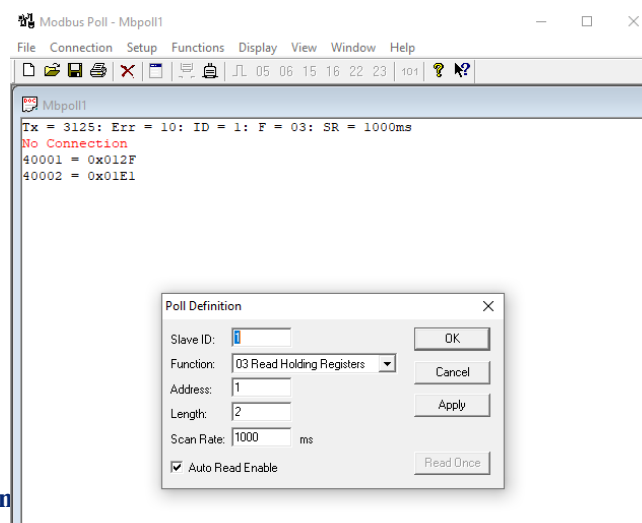 Modbus Poll - Mbpoll1
File Connection Setup Functions Display View Window Help
05 06 15 16 22 23 101
Mbpoll1
Tx = 3125: Err = 10: ID = 1: F = 03: SR = 1000ms
No Connection
40001 = 0x012F
40002 = 0x01E1
Poll Definition
Slave ID: 1 OK
Function: 03 Read Holding Registers Cancel
Address: 1
Length: 2 Apply
Scan Rate: 1000 ms
Auto Read Enable Read Once